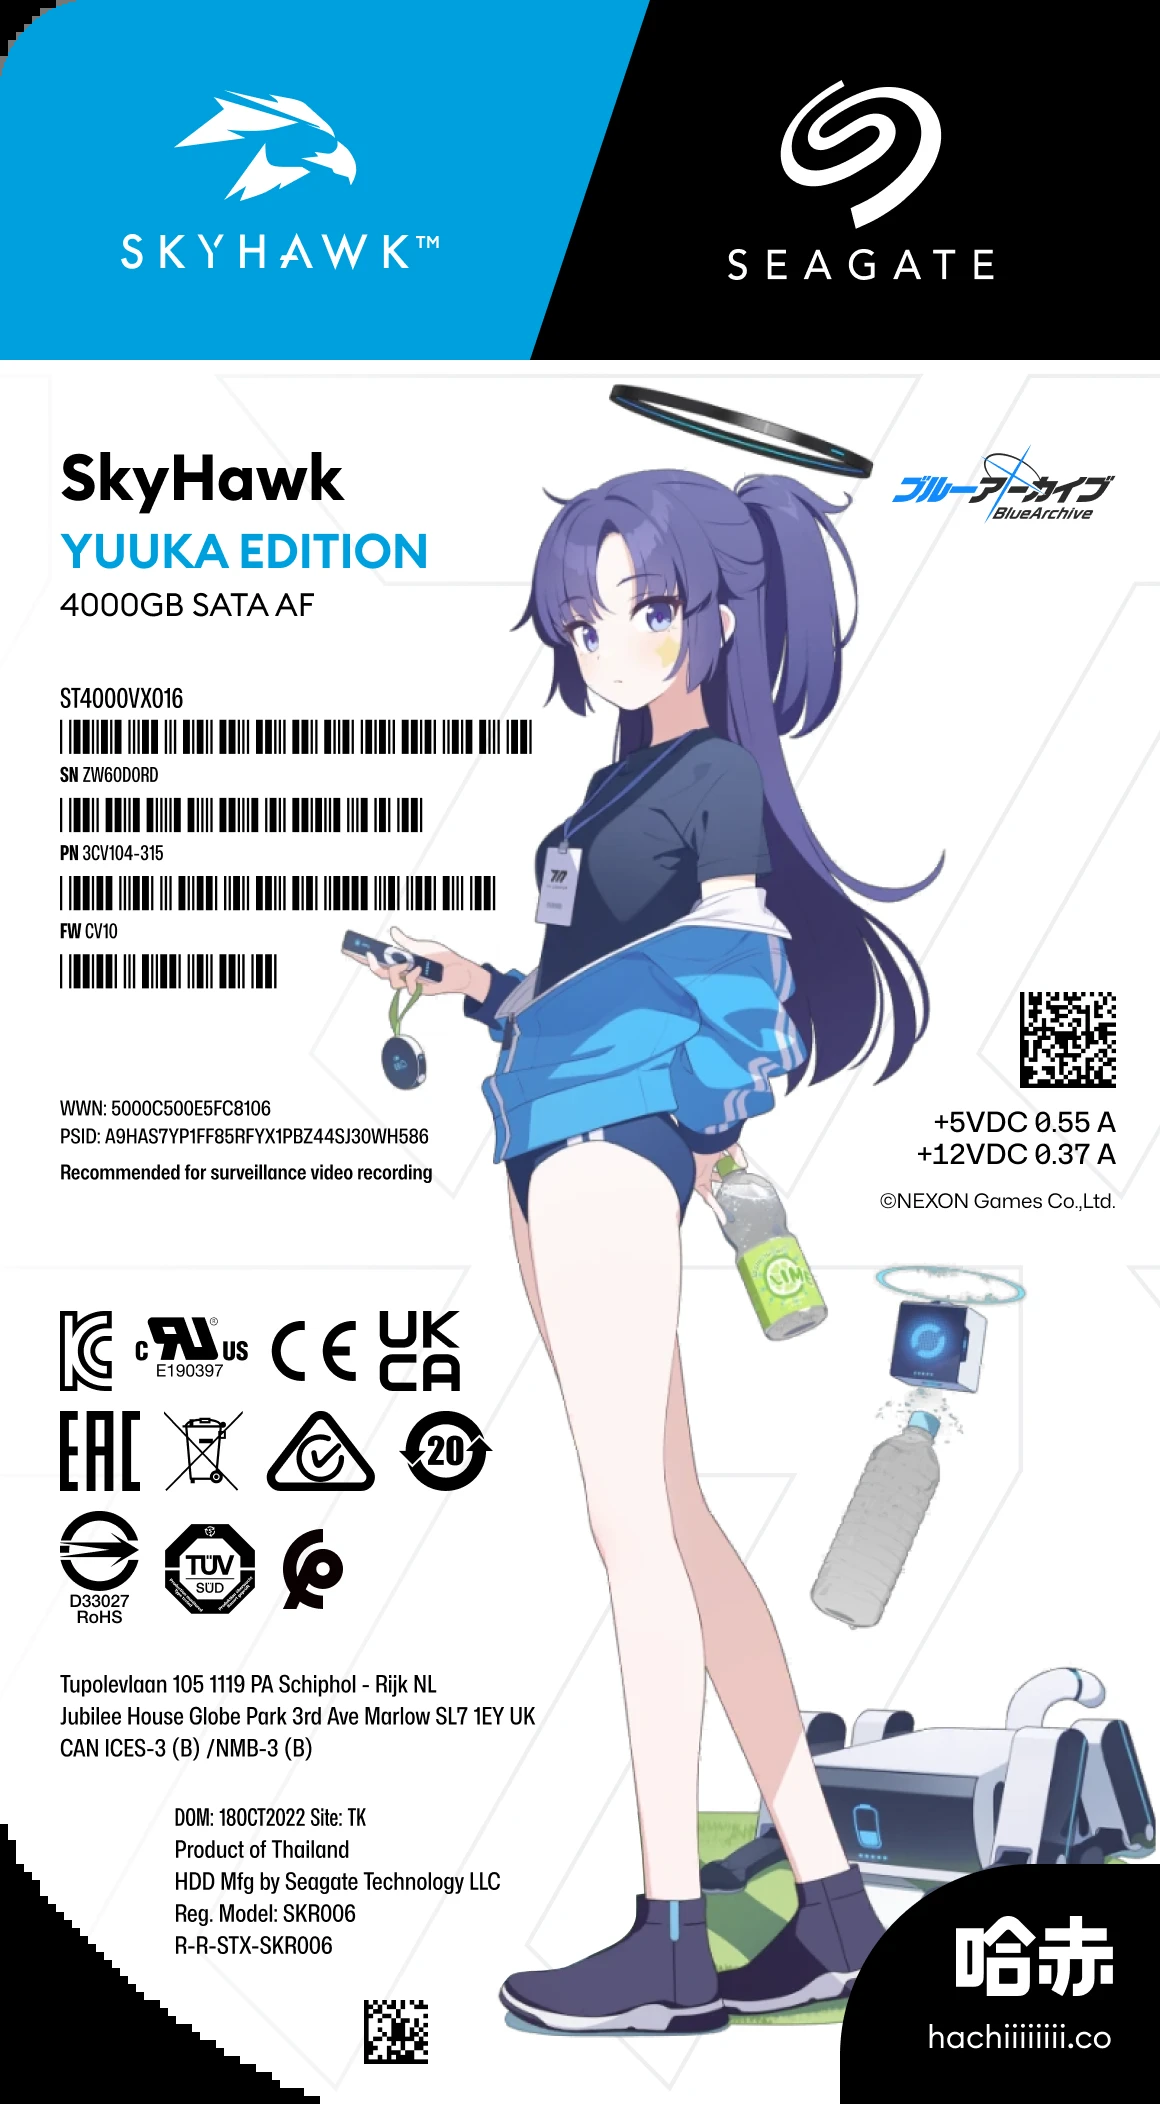 SKYHAWK™
SEAGATE
SkyHawk
YUUKA EDITION
4000GB SATA AF
ブルーアーカイブ
BlueArchive
ST4000VX016
SN ZW60D0RD
PN 3CV104-315
FW CV10
WWN: 5000C500E5FC8106
PSID: A9HAS7YP1FF85RFYX1PBZ44SJ30WH586
Recommended for surveillance video recording
+5VDC 0.55 A
+12VDC 0.37 A
©NEXON Games Co.,Ltd.
LIME
C ® US
E190397
CE
UK
CA
EAC
20
D33027
RoHS
TÜV
SÜD
Tupolevlaan 105 1119 PA Schiphol - Rijk NL
Jubilee House Globe Park 3rd Ave Marlow SL7 1EY UK
CAN ICES-3 (B) /NMB-3 (B)
DOM: 18OCT2022 Site: TK
Product of Thailand
HDD Mfg by Seagate Technology LLC
Reg. Model: SKR006
R-R-STX-SKR006
哈赤
hachiiiiiiii.co